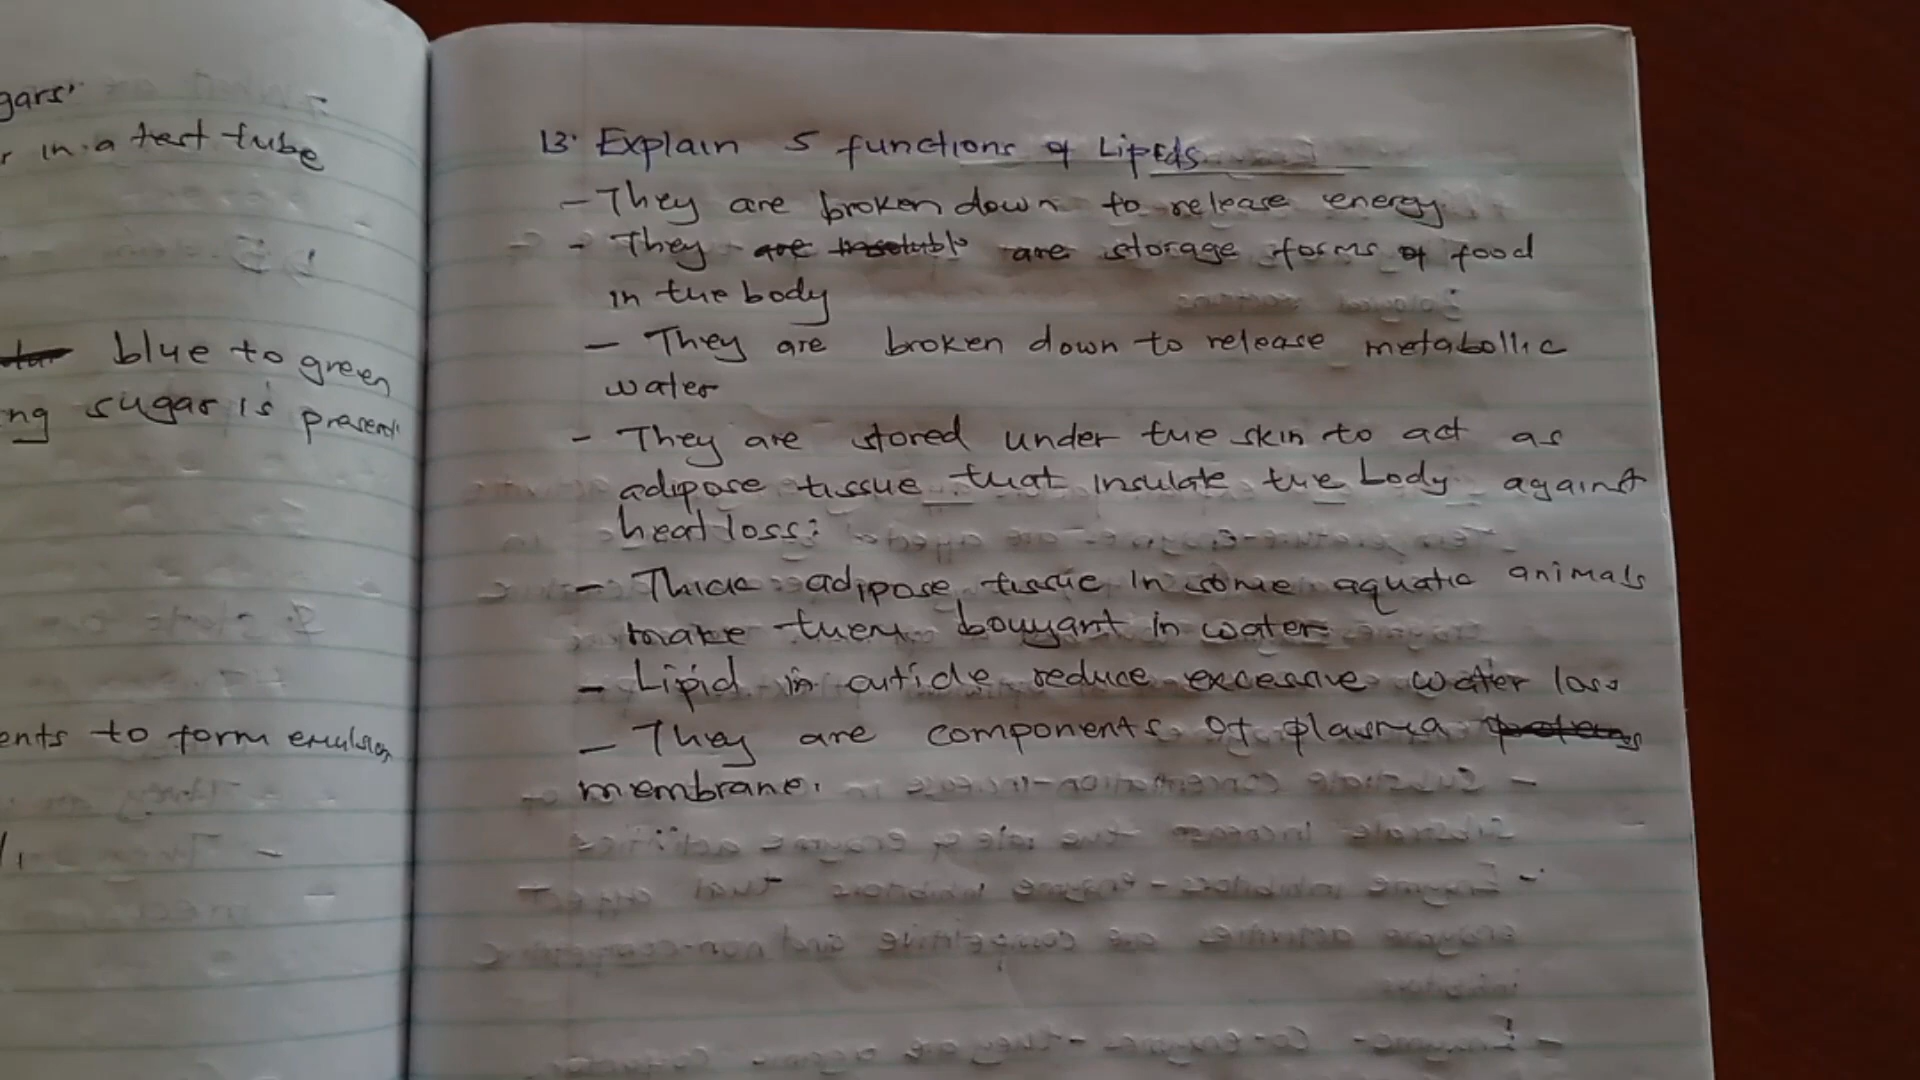 gars'
r in a test tube
blue to green
ng sugar is present
ents to form emulsion
13. Explain 5 functions of Lipids
- They are broken down to release energy
- They are insoluble are storage forms of food
in the body
- They are broken down to release metabollic
water
- They are stored under the skin to act as
adipose tissue that insulate the body against
heat loss.
- Thick adipose tissue in some aquatic animals
make them bouyant in water
- Lipid in cuticle reduce excessive water loss
- They are components of plasma
membrane.